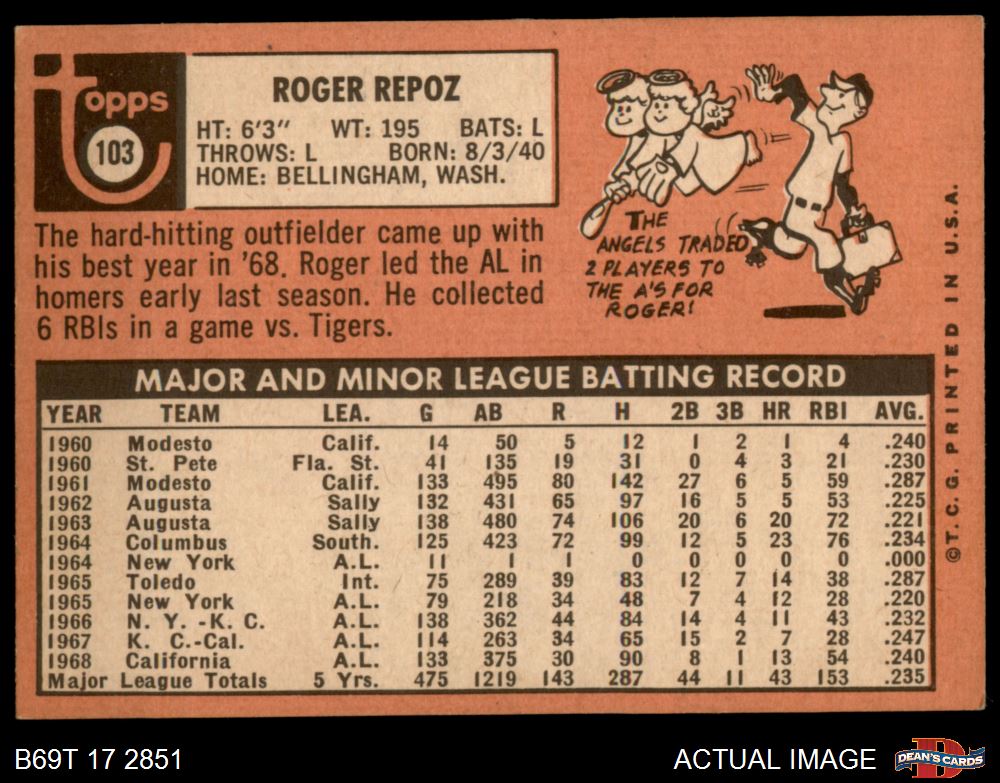 topps
103
ROGER REPOZ
HT: 6'3" WT: 195 BATS: L
THROWS: L BORN: 8/3/40
HOME: BELLINGHAM, WASH.
The hard-hitting outfielder came up with
his best year in '68. Roger led the AL in
homers early last season. He collected
6 RBIs in a game vs. Tigers.
THE
ANGELS TRADED
2 PLAYERS TO
THE A'S FOR
ROGER!
MAJOR AND MINOR LEAGUE BATTING RECORD
YEAR TEAM LEA. G AB R H 2B 3B HR RBI AVG.
1960 Modesto Calif. 14 50 5 12 1 2 1 4 .240
1960 St. Pete Fla. St. 41 135 19 31 0 4 3 21 .230
1961 Modesto Calif. 133 495 80 142 27 6 5 59 .287
1962 Augusta Sally 132 431 65 97 16 5 5 53 .225
1963 Augusta Sally 138 480 74 106 20 6 20 72 .221
1964 Columbus South. 125 423 72 99 12 5 23 76 .234
1964 New York A.L. 11 1 1 0 0 0 0 0 .000
1965 Toledo Int. 75 289 39 83 12 7 14 38 .287
1965 New York A.L. 79 218 34 48 7 4 12 28 .220
1966 N. Y. -K. C. A.L. 138 362 44 84 14 4 11 43 .232
1967 K. C.-Cal. A.L. 114 263 34 65 15 2 7 28 .247
1968 California A.L. 133 375 30 90 8 1 13 54 .240
Major League Totals 5 Yrs. 475 1219 143 287 44 11 43 153 .235
©T. C. G. PRINTED IN U.S.A.
B69T 17 2851
ACTUAL IMAGE
D
DEAN'S CARDS